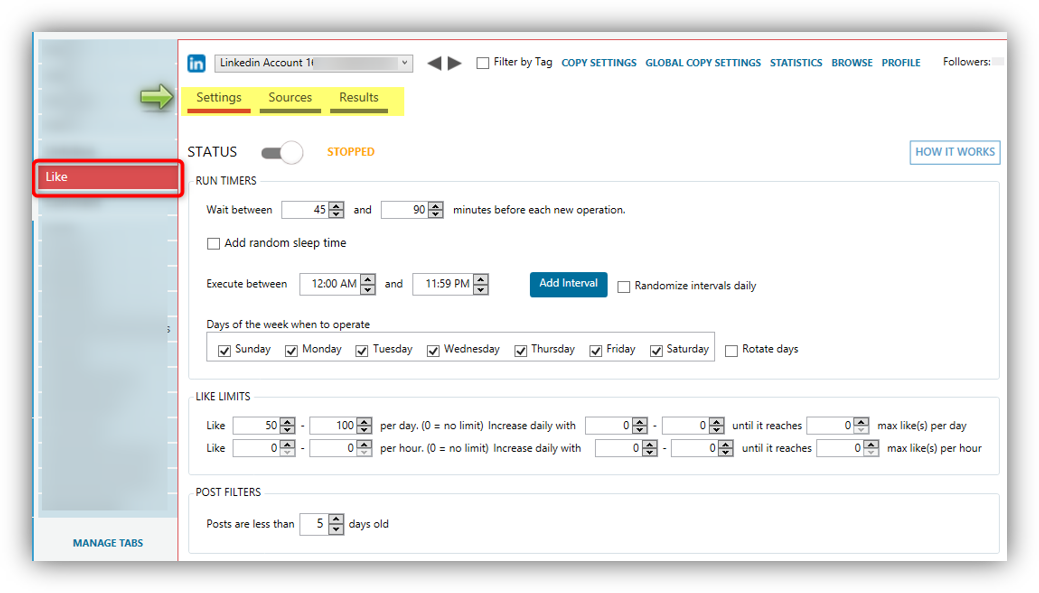 in Linkedin Account 16 Filter by Tag COPY SETTINGS GLOBAL COPY SETTINGS STATISTICS BROWSE PROFILE Followers:
Settings Sources Results
STATUS STOPPED HOW IT WORKS
Like
RUN TIMERS
Wait between 45 and 90 minutes before each new operation.
Add random sleep time
Execute between 12:00 AM and 11:59 PM Add Interval Randomize intervals daily
Days of the week when to operate
Sunday Monday Tuesday Wednesday Thursday Friday Saturday Rotate days
LIKE LIMITS
Like 50 - 100 per day. (0 = no limit) Increase daily with 0 - 0 until it reaches 0 max like(s) per day
Like 0 - 0 per hour. (0 = no limit) Increase daily with 0 - 0 until it reaches 0 max like(s) per hour
POST FILTERS
Posts are less than 5 days old
MANAGE TABS